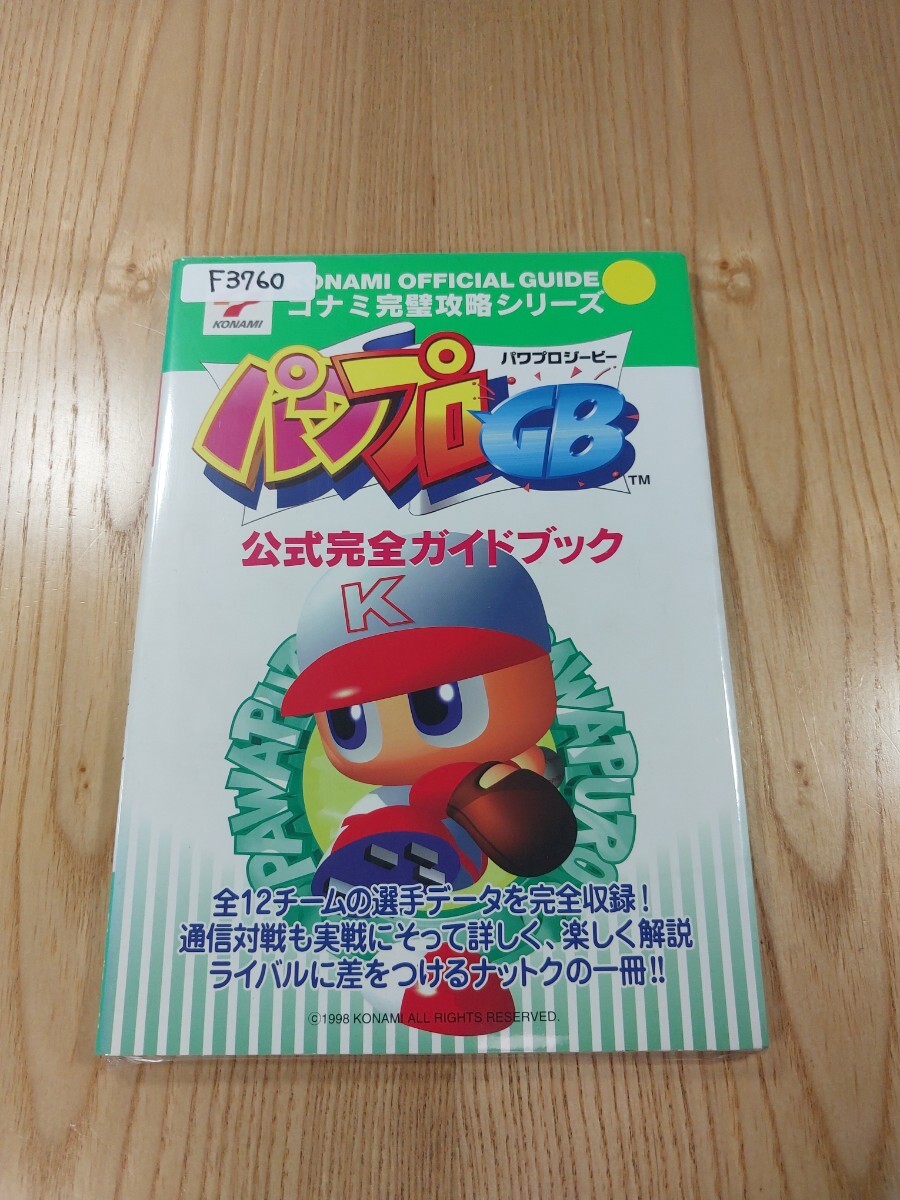 F3760
KONAMI OFFICIAL GUIDE
KONAMI
コナミ完璧攻略シリーズ
パワプロジーピー
パワプロGB
TM
公式完全ガイドブック
K
PAWAPURO
PAWAPURO
全12チームの選手データを完全収録!
通信対戦も実戦にそって詳しく、楽しく解説
ライバルに差をつけるナットクの一冊!!
©1998 KONAMI ALL RIGHTS RESERVED.